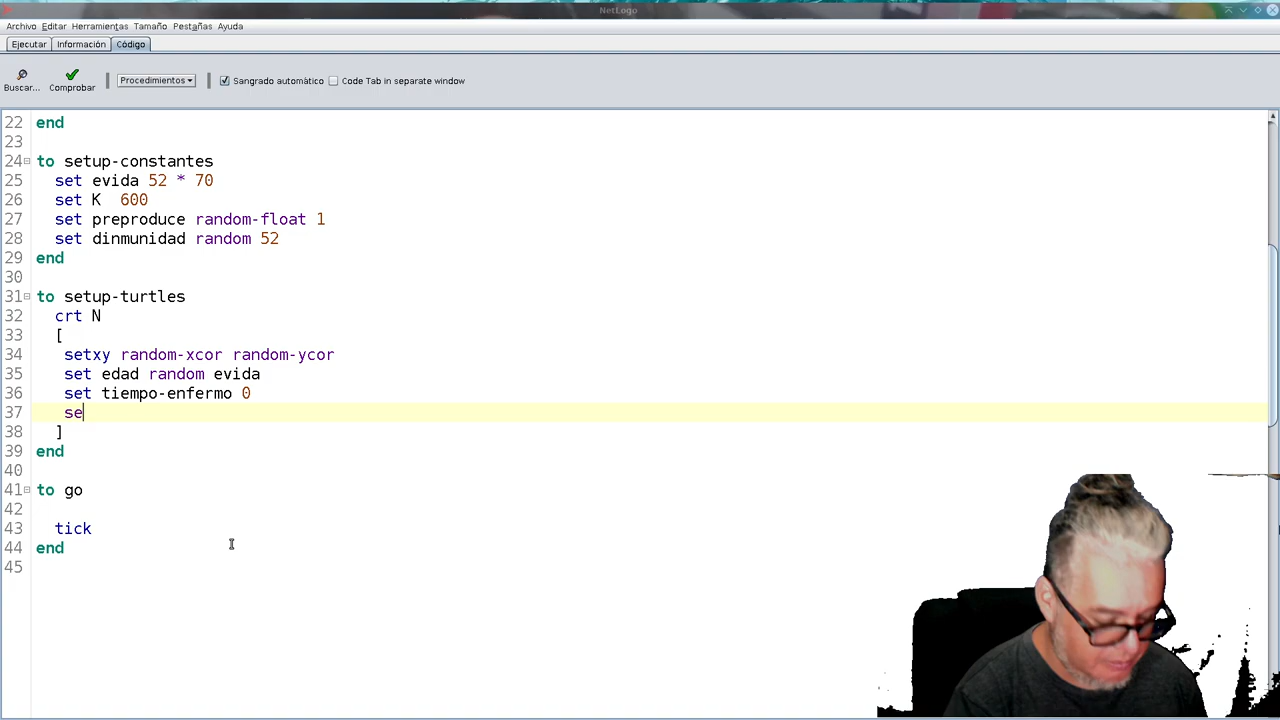 NetLogo
Archivo Editar Herramientas Tamaño Pestañas Ayuda
Ejecutar Información Código
Buscar... Comprobar Procedimientos Sangrado automático Code Tab in separate window
22 end
23
24 to setup-constantes
25 set evida 52 * 70
26 set K 600
27 set preproduce random-float 1
28 set dinmunidad random 52
29 end
30
31 to setup-turtles
32 crt N
33 [
34 setxy random-xcor random-ycor
35 set edad random evida
36 set tiempo-enfermo 0
37 se
38 ]
39 end
40
41 to go
42
43 tick
44 end
45